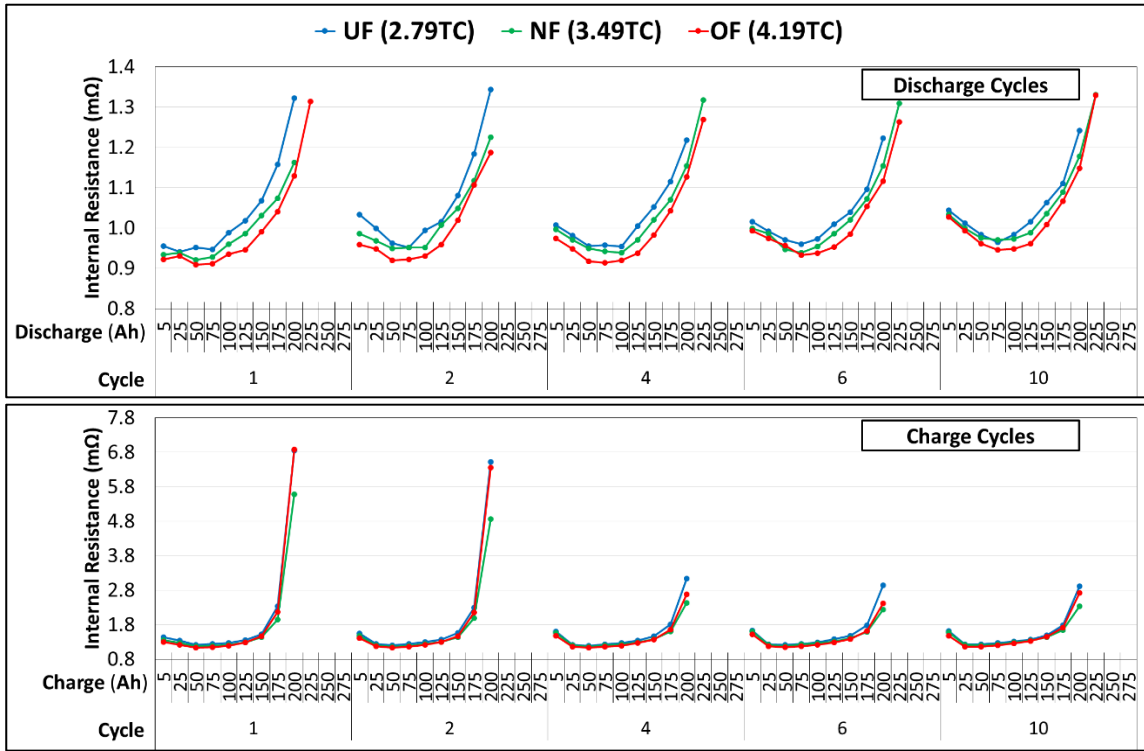 UF (2.79TC) NF (3.49TC) OF (4.19TC)
Discharge Cycles
Internal Resistance (mΩ)
1.4
1.3
1.2
1.1
1.0
0.9
0.8
Discharge (Ah) 5 25 50 75 100 125 150 175 200 225 250 275 5 25 50 75 100 125 150 175 200 225 250 275 5 25 50 75 100 125 150 175 200 225 250 275 5 25 50 75 100 125 150 175 200 225 250 275 5 25 50 75 100 125 150 175 200 225 250 275
Cycle 1 2 4 6 10
Charge Cycles
Internal Resistance (mΩ)
7.8
6.8
5.8
4.8
3.8
2.8
1.8
0.8
Charge (Ah) 5 25 50 75 100 125 150 175 200 225 250 275 5 25 50 75 100 125 150 175 200 225 250 275 5 25 50 75 100 125 150 175 200 225 250 275 5 25 50 75 100 125 150 175 200 225 250 275 5 25 50 75 100 125 150 175 200 225 250 275
Cycle 1 2 4 6 10